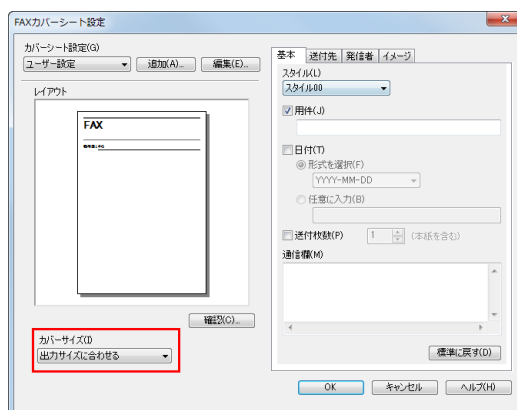 FAXカバーシート設定
カバーシート設定(G)
ユーザー設定
追加(A)...
編集(E)...
レイアウト
FAX
確認(C)...
カバーサイズ(I)
出力サイズに合わせる
基本 送付先 発信者 イメージ
スタイル(L)
スタイル00
用件(J)
日付(T)
形式を選択(F)
YYYY-MM-DD
任意に入力(B)
送付枚数(P) 1 (本紙を含む)
通信欄(M)
標準に戻す(D)
OK キャンセル ヘルプ(H)